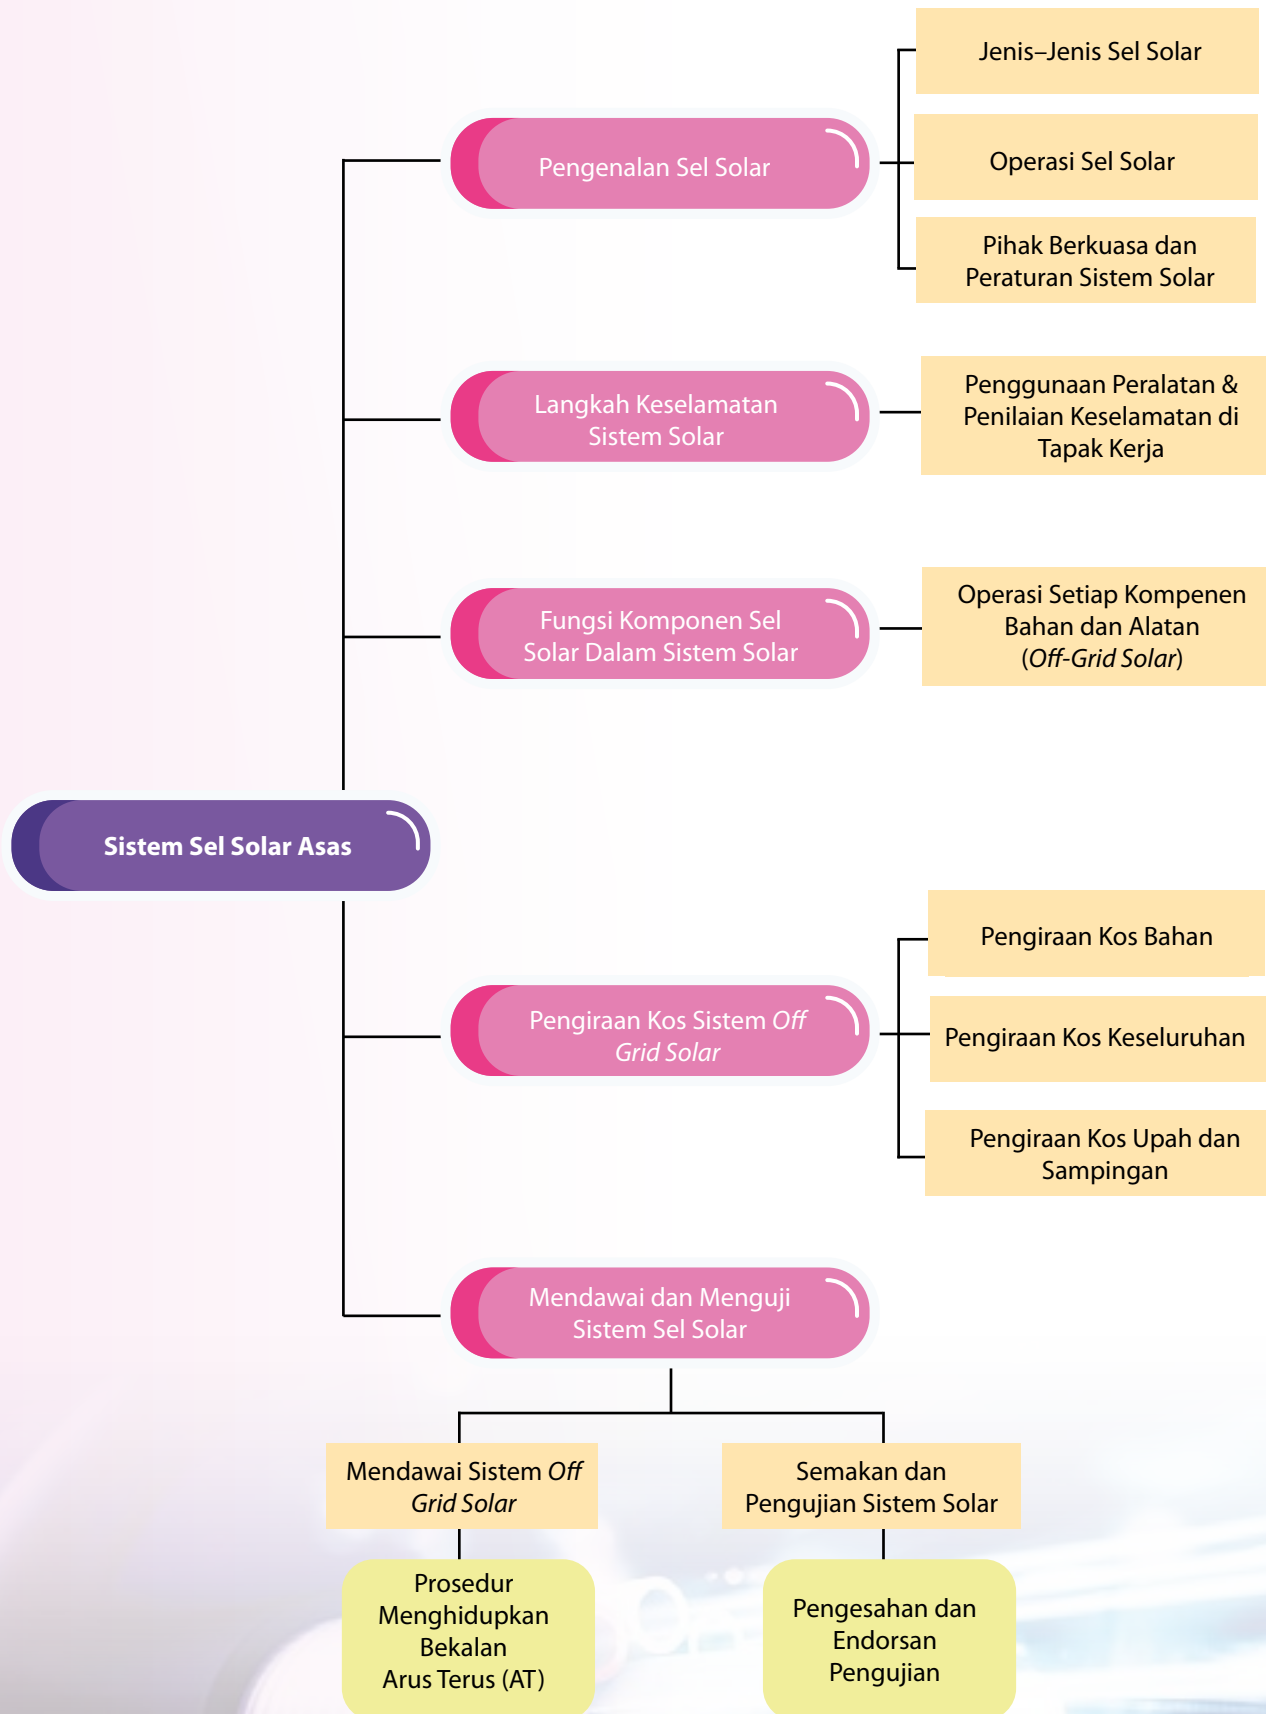 Jenis–Jenis Sel Solar
Pengenalan Sel Solar
Operasi Sel Solar
Pihak Berkuasa dan
Peraturan Sistem Solar
Langkah Keselamatan
Sistem Solar
Penggunaan Peralatan &
Penilaian Keselamatan di
Tapak Kerja
Fungsi Komponen Sel
Solar Dalam Sistem Solar
Operasi Setiap Kompenen
Bahan dan Alatan
(Off-Grid Solar)
Sistem Sel Solar Asas
Pengiraan Kos Sistem Off
Grid Solar
Pengiraan Kos Bahan
Pengiraan Kos Keseluruhan
Pengiraan Kos Upah dan
Sampingan
Mendawai dan Menguji
Sistem Sel Solar
Mendawai Sistem Off
Grid Solar
Prosedur
Menghidupkan
Bekalan
Arus Terus (AT)
Semakan dan
Pengujian Sistem Solar
Pengesahan dan
Endorsan
Pengujian